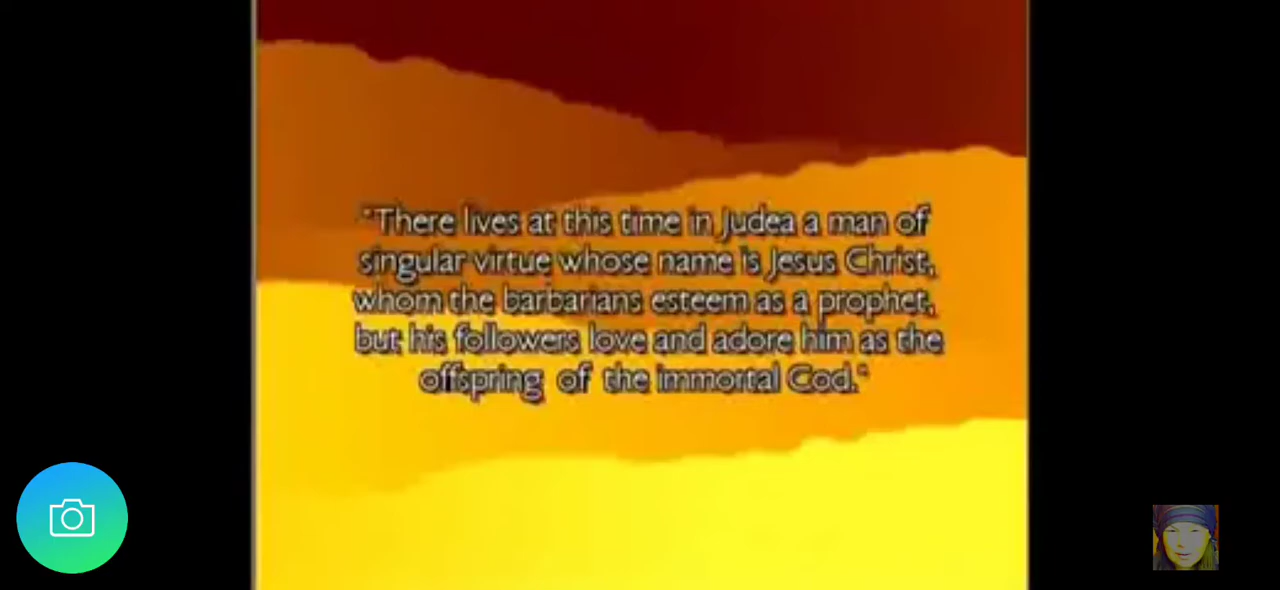 "There lives at this time in Judea a man of
singular virtue whose name is Jesus Christ,
whom the barbarians esteem as a prophet,
but his followers love and adore him as the
offspring of the immortal God."